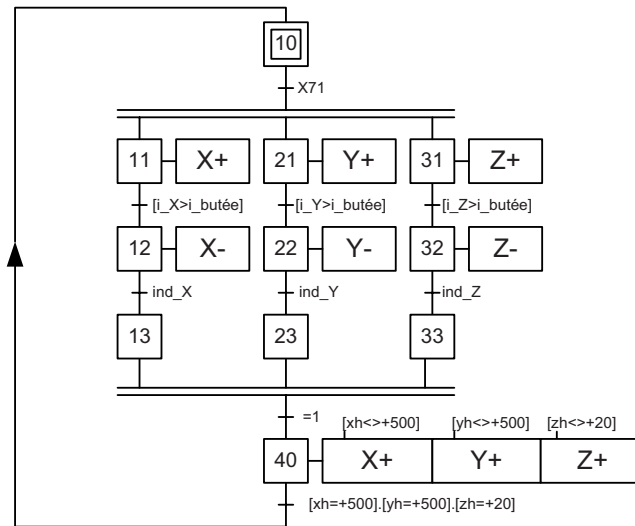 10
X71
11 X+ 21 Y+ 31 Z+
[i_X>i_butée] [i_Y>i_butée] [i_Z>i_butée]
12 X- 22 Y- 32 Z-
ind_X ind_Y ind_Z
13 23 33
=1
[xh<>+500] [yh<>+500] [zh<>+20]
40 X+ Y+ Z+
[xh=+500].[yh=+500].[zh=+20]